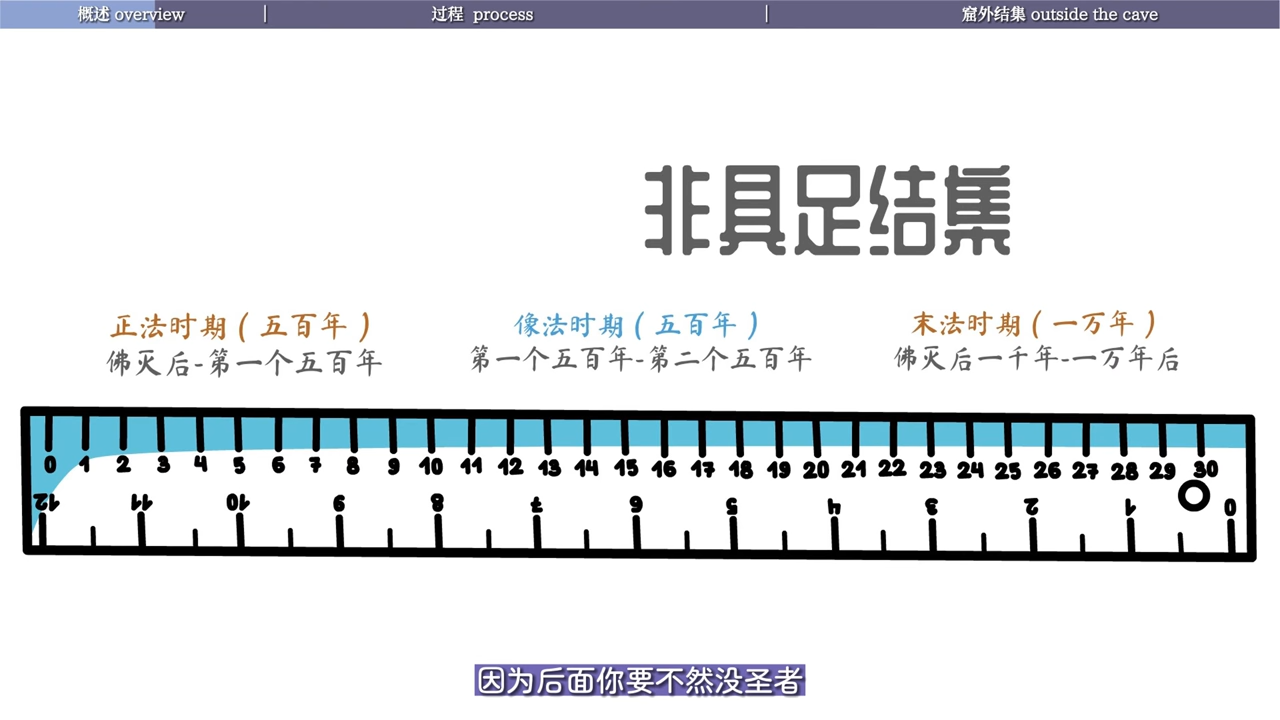 概述 overview | 过程 process | 窟外结集 outside the cave
非具足结集
正法时期（五百年） 像法时期（五百年） 末法时期（一万年）
佛灭后-第一个五百年 第一个五百年-第二个五百年 佛灭后一千年-一万年后
0 1 2 3 4 5 6 7 8 9 10 11 12 13 14 15 16 17 18 19 20 21 22 23 24 25 26 27 28 29 30
12 11 10 9 8 7 6 5 4 3 2 1 0
因为后面你要不然没圣者